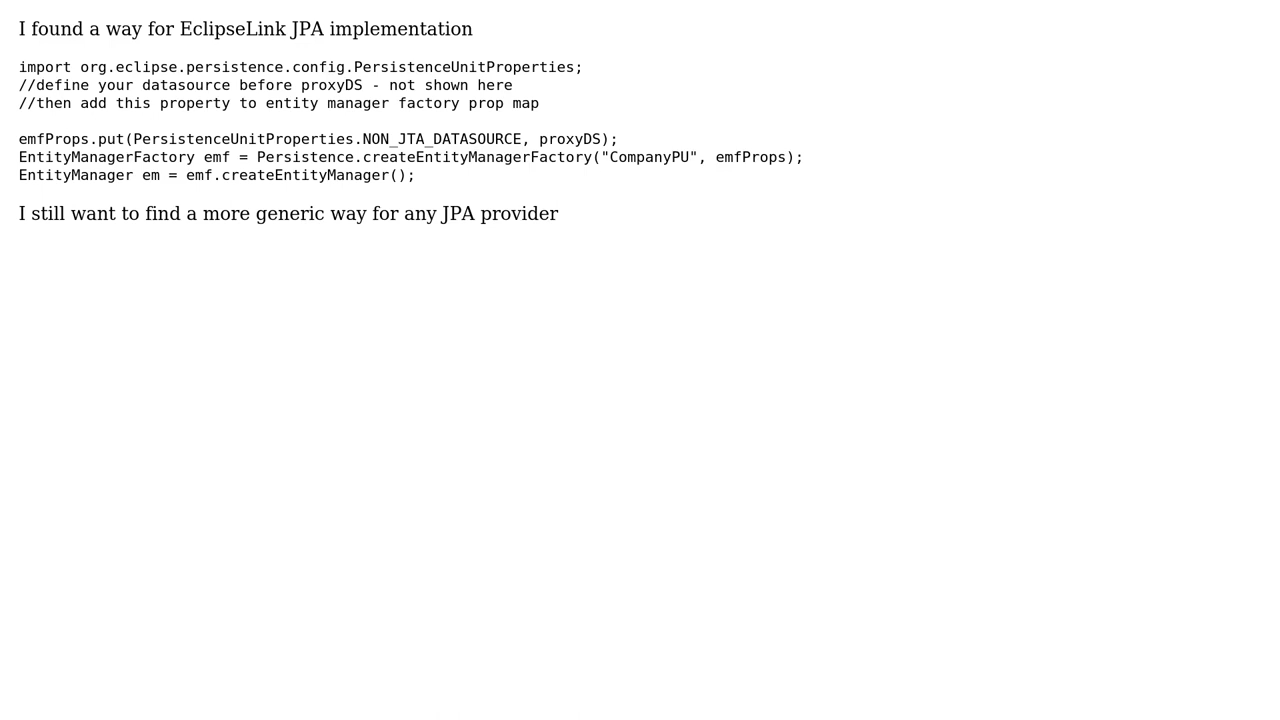 I found a way for EclipseLink JPA implementation
import org.eclipse.persistence.config.PersistenceUnitProperties;
//define your datasource before proxyDS - not shown here
//then add this property to entity manager factory prop map
emfProps.put(PersistenceUnitProperties.NON_JTA_DATASOURCE, proxyDS);
EntityManagerFactory emf = Persistence.createEntityManagerFactory("CompanyPU", emfProps);
EntityManager em = emf.createEntityManager();
I still want to find a more generic way for any JPA provider